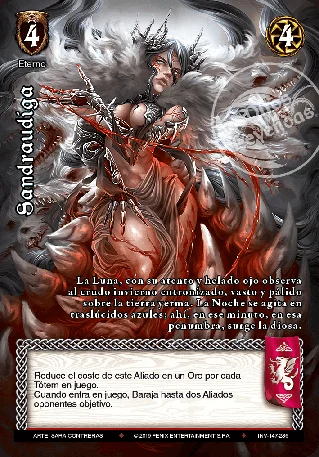 4
4
Eterno
Sandraudiga
La Luna, con su atento y helado ojo observa
al crudo invierno entronizado, vasto y pálido
sobre la tierra yerma. La Noche se agita en
traslúcidos azules: ahí, en ese minuto, en esa
penumbra, surge la diosa.
Reduce el coste de este Aliado en un Oro por cada
Tótem en juego.
Cuando entra en juego, Baraja hasta dos Aliados
oponentes objetivo.
ARTE: SARA CONTRERAS ©2019 FENIX ENTERTAINMENT S.P.A.